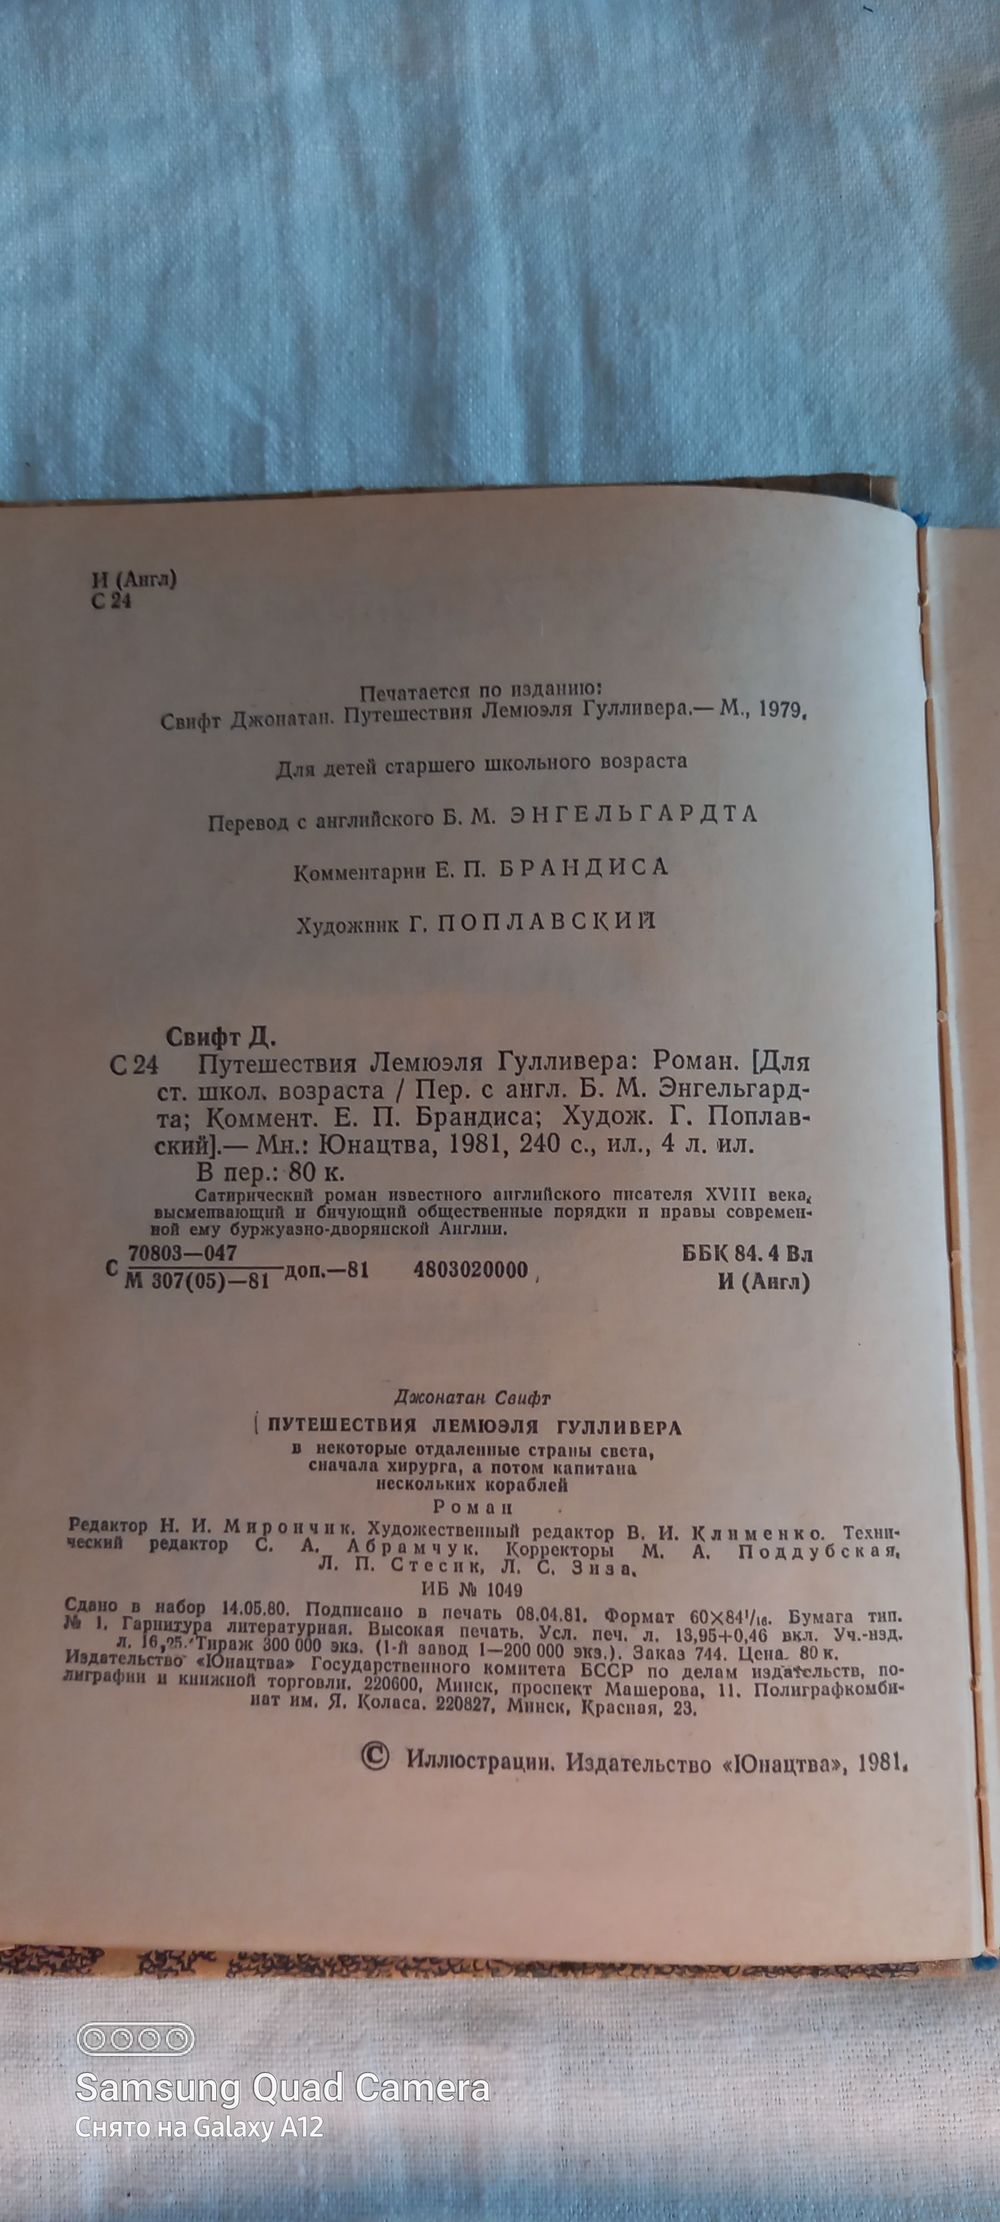 И (Англ)
С 24
Печатается по изданию:
Свифт Джонатан. Путешествия Лемюэля Гулливера.— М., 1979.
Для детей старшего школьного возраста
Перевод с английского Б. М. ЭНГЕЛЬГАРДТА
Комментарии Е. П. БРАНДИСА
Художник Г. ПОПЛАВСКИЙ
Свифт Д.
С 24 Путешествия Лемюэля Гулливера: Роман. [Для
ст. школ. возраста / Пер. с англ. Б. М. Энгельгард-
та; Коммент. Е. П. Брандиса; Худож. Г. Поплав-
ский].— Мн.: Юнацтва, 1981, 240 с., ил., 4 л. ил.
В пер.: 80 к.
Сатирический роман известного английского писателя XVIII века,
высмеивающий и бичующий общественные порядки и нравы современ-
ной ему буржуазно-дворянской Англии.
С 70803—047
М 307(05)—81 доп.—81 4803020000
ББК 84.4 Вл
И (Англ)
Джонатан Свифт
ПУТЕШЕСТВИЯ ЛЕМЮЭЛЯ ГУЛЛИВЕРА
в некоторые отдаленные страны света,
сначала хирурга, а потом капитана
нескольких кораблей
Роман
Редактор Н. И. Мирончик. Художественный редактор В. И. Клименко. Техни-
ческий редактор С. А. Абрамчук. Корректоры М. А. Поддубская,
Л. П. Стесик, Л. С. Зиза.
ИБ № 1049
Сдано в набор 14.05.80. Подписано в печать 08.04.81. Формат 60×84¹/₁₆. Бумага тип.
№ 1. Гарнитура литературная. Высокая печать. Усл. печ. л. 13,95+0,46 вкл. Уч.-изд.
л. 16,25. Тираж 300 000 экз. (1-й завод 1—200 000 экз.). Заказ 744. Цена 80 к.
Издательство «Юнацтва» Государственного комитета БССР по делам издательств, по-
лиграфии и книжной торговли. 220600, Минск, проспект Машерова, 11. Полиграфкомби-
нат им. Я. Коласа. 220827, Минск, Красная, 23.
© Иллюстрации. Издательство «Юнацтва», 1981.
Samsung Quad Camera
Снято на Galaxy A12